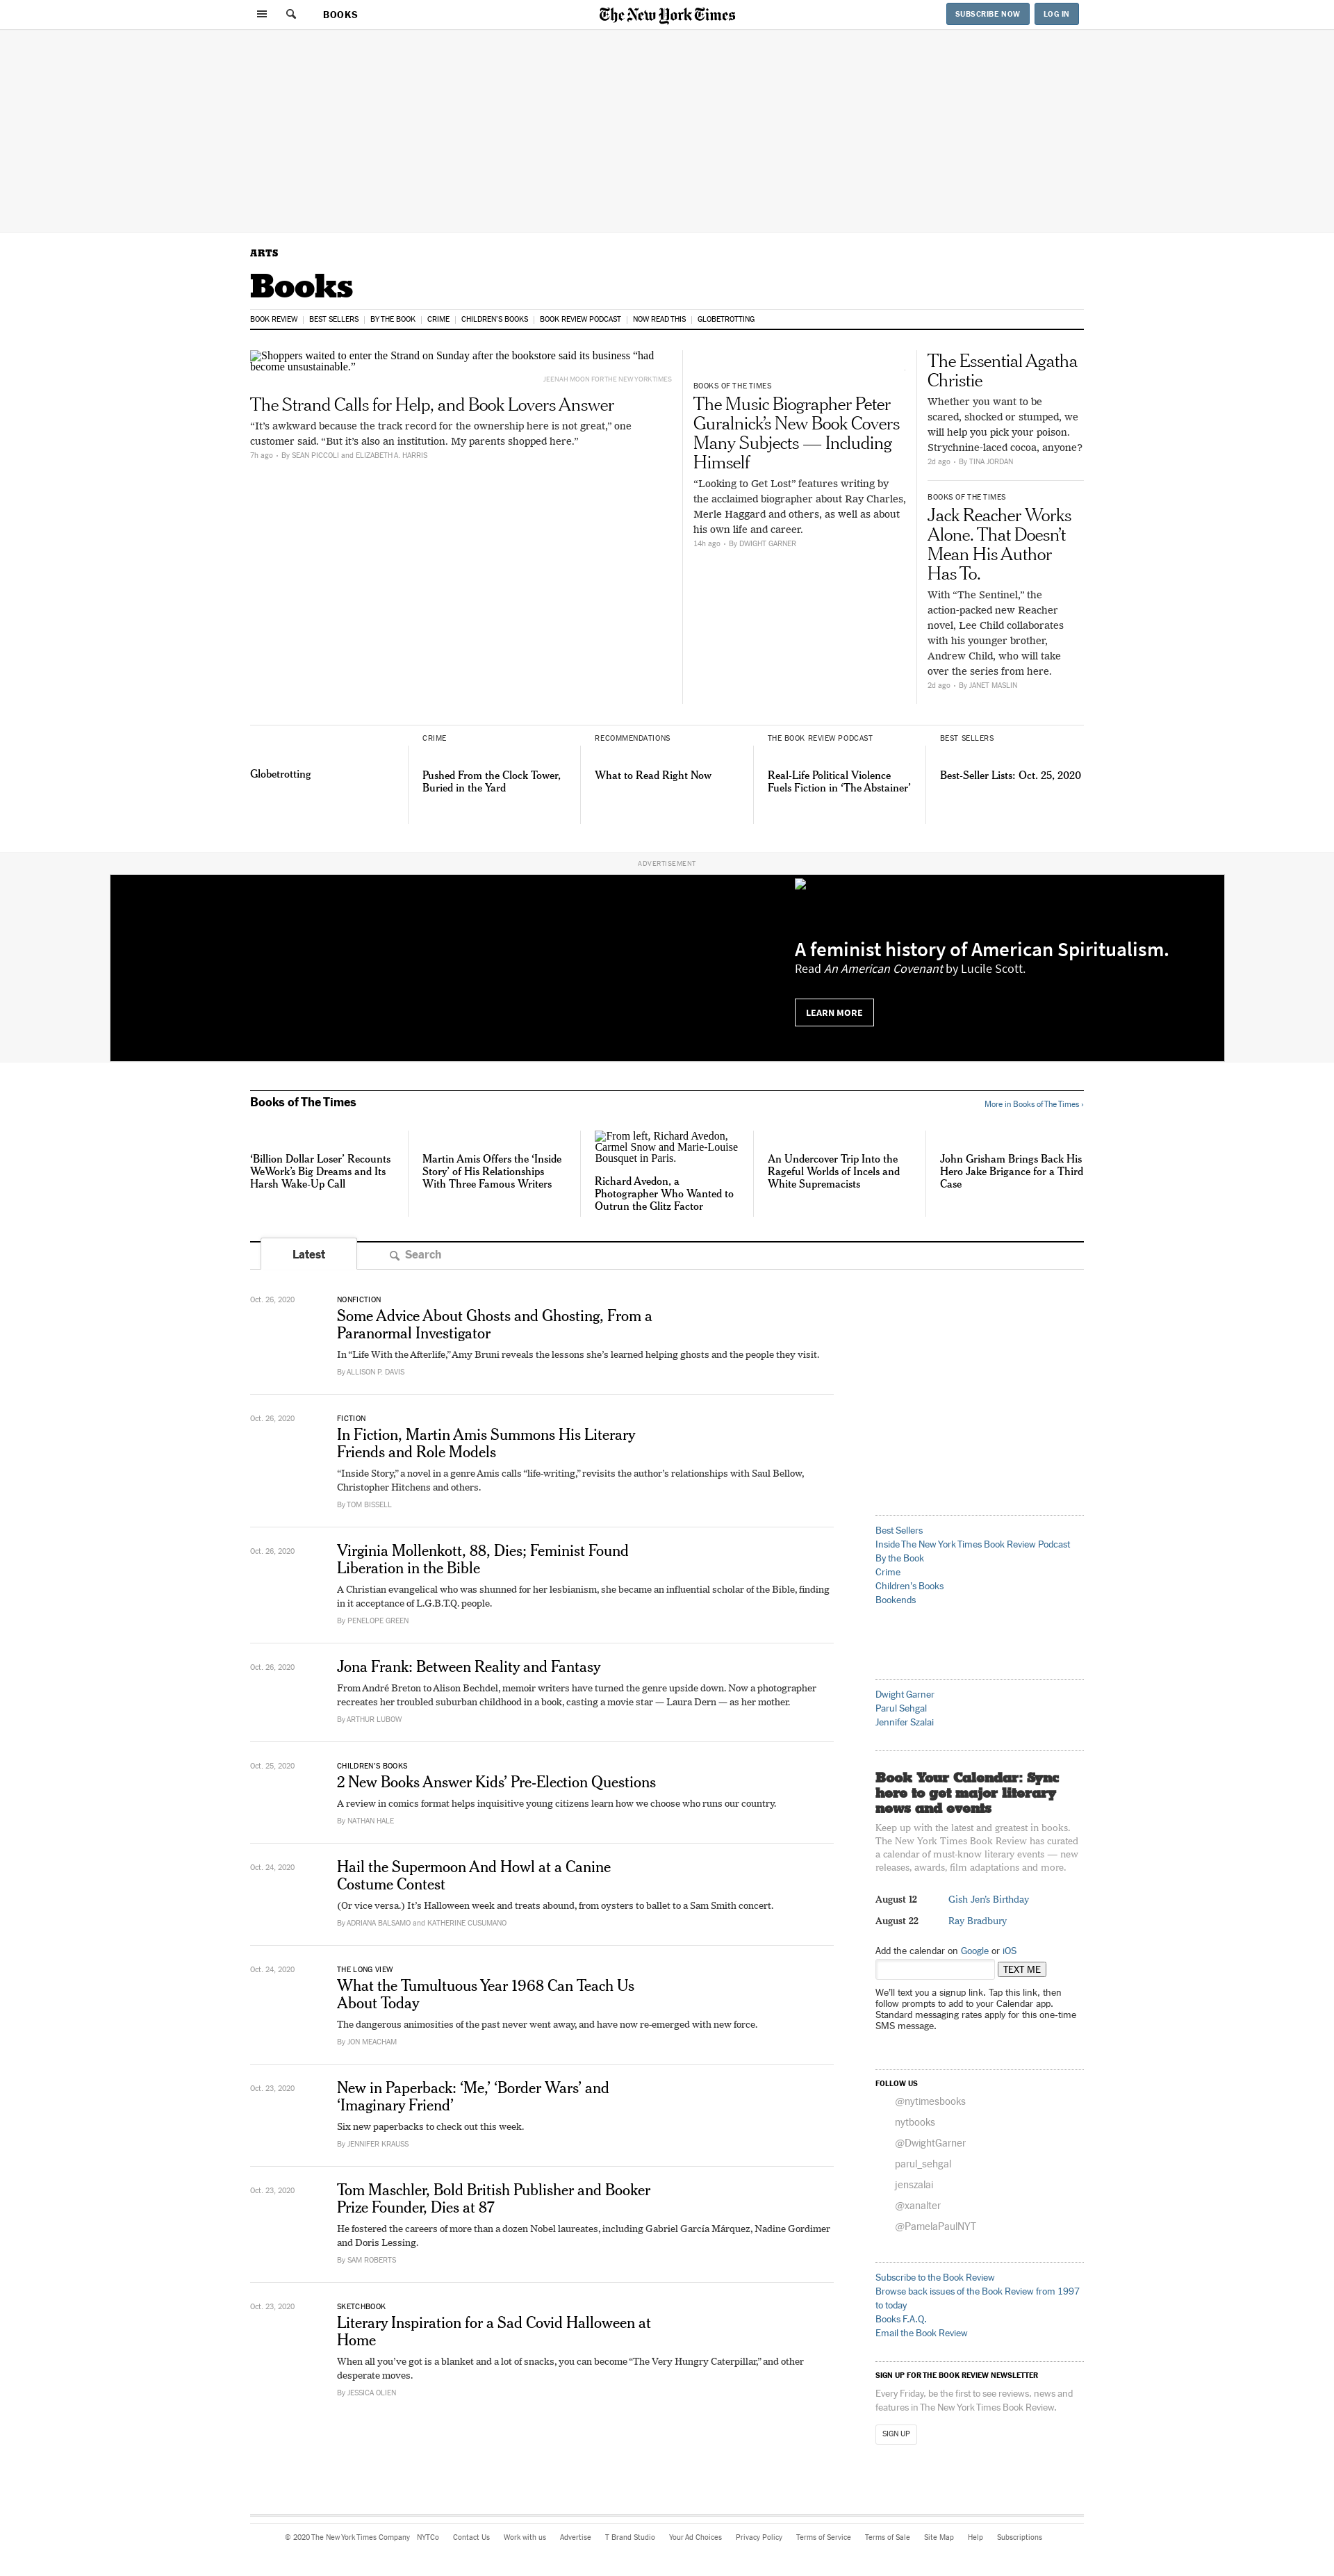 BOOKS
The New York Times
SUBSCRIBE NOW
LOG IN
ARTS
Books
BOOK REVIEW
BEST SELLERS
BY THE BOOK
CRIME
CHILDREN'S BOOKS
BOOK REVIEW PODCAST
NOW READ THIS
GLOBETROTTING
Shoppers waited to enter the Strand on Sunday after the bookstore said its business “had
become unsustainable.”
JEENAH MOON FOR THE NEW YORK TIMES
The Strand Calls for Help, and Book Lovers Answer
“It’s awkward because the track record for the ownership here is not great,” one
customer said. “But it’s also an institution. My parents shopped here.”
7h ago • By SEAN PICCOLI and ELIZABETH A. HARRIS
BOOKS OF THE TIMES
The Music Biographer Peter
Guralnick’s New Book Covers
Many Subjects — Including
Himself
“Looking to Get Lost” features writing by
the acclaimed biographer about Ray Charles,
Merle Haggard and others, as well as about
his own life and career.
14h ago • By DWIGHT GARNER
The Essential Agatha
Christie
Whether you want to be
scared, shocked or stumped, we
will help you pick your poison.
Strychnine-laced cocoa, anyone?
2d ago • By TINA JORDAN
BOOKS OF THE TIMES
Jack Reacher Works
Alone. That Doesn’t
Mean His Author
Has To.
With “The Sentinel,” the
action-packed new Reacher
novel, Lee Child collaborates
with his younger brother,
Andrew Child, who will take
over the series from here.
2d ago • By JANET MASLIN
Globetrotting
CRIME
Pushed From the Clock Tower,
Buried in the Yard
RECOMMENDATIONS
What to Read Right Now
THE BOOK REVIEW PODCAST
Real-Life Political Violence
Fuels Fiction in ‘The Abstainer’
BEST SELLERS
Best-Seller Lists: Oct. 25, 2020
ADVERTISEMENT
A feminist history of American Spiritualism.
Read An American Covenant by Lucile Scott.
LEARN MORE
Books of The Times
More in Books of The Times ›
‘Billion Dollar Loser’ Recounts
WeWork’s Big Dreams and Its
Harsh Wake-Up Call
Martin Amis Offers the ‘Inside
Story’ of His Relationships
With Three Famous Writers
From left, Richard Avedon,
Carmel Snow and Marie-Louise
Bousquet in Paris.
Richard Avedon, a
Photographer Who Wanted to
Outrun the Glitz Factor
An Undercover Trip Into the
Rageful Worlds of Incels and
White Supremacists
John Grisham Brings Back His
Hero Jake Brigance for a Third
Case
Latest
Search
Oct. 26, 2020
NONFICTION
Some Advice About Ghosts and Ghosting, From a
Paranormal Investigator
In “Life With the Afterlife,” Amy Bruni reveals the lessons she’s learned helping ghosts and the people they visit.
By ALLISON P. DAVIS
Oct. 26, 2020
FICTION
In Fiction, Martin Amis Summons His Literary
Friends and Role Models
“Inside Story,” a novel in a genre Amis calls “life-writing,” revisits the author’s relationships with Saul Bellow,
Christopher Hitchens and others.
By TOM BISSELL
Oct. 26, 2020
Virginia Mollenkott, 88, Dies; Feminist Found
Liberation in the Bible
A Christian evangelical who was shunned for her lesbianism, she became an influential scholar of the Bible, finding
in it acceptance of L.G.B.T.Q. people.
By PENELOPE GREEN
Oct. 26, 2020
Jona Frank: Between Reality and Fantasy
From André Breton to Alison Bechdel, memoir writers have turned the genre upside down. Now a photographer
recreates her troubled suburban childhood in a book, casting a movie star — Laura Dern — as her mother.
By ARTHUR LUBOW
Oct. 25, 2020
CHILDREN’S BOOKS
2 New Books Answer Kids’ Pre-Election Questions
A review in comics format helps inquisitive young citizens learn how we choose who runs our country.
By NATHAN HALE
Oct. 24, 2020
Hail the Supermoon And Howl at a Canine
Costume Contest
(Or vice versa.) It’s Halloween week and treats abound, from oysters to ballet to a Sam Smith concert.
By ADRIANA BALSAMO and KATHERINE CUSUMANO
Oct. 24, 2020
THE LONG VIEW
What the Tumultuous Year 1968 Can Teach Us
About Today
The dangerous animosities of the past never went away, and have now re-emerged with new force.
By JON MEACHAM
Oct. 23, 2020
New in Paperback: ‘Me,’ ‘Border Wars’ and
‘Imaginary Friend’
Six new paperbacks to check out this week.
By JENNIFER KRAUSS
Oct. 23, 2020
Tom Maschler, Bold British Publisher and Booker
Prize Founder, Dies at 87
He fostered the careers of more than a dozen Nobel laureates, including Gabriel García Márquez, Nadine Gordimer
and Doris Lessing.
By SAM ROBERTS
Oct. 23, 2020
SKETCHBOOK
Literary Inspiration for a Sad Covid Halloween at
Home
When all you’ve got is a blanket and a lot of snacks, you can become “The Very Hungry Caterpillar,” and other
desperate moves.
By JESSICA OLIEN
Best Sellers
Inside The New York Times Book Review Podcast
By the Book
Crime
Children's Books
Bookends
Dwight Garner
Parul Sehgal
Jennifer Szalai
Book Your Calendar: Sync
here to get major literary
news and events
Keep up with the latest and greatest in books.
The New York Times Book Review has curated
a calendar of must-know literary events — new
releases, awards, film adaptations and more.
August 12 Gish Jen’s Birthday
August 22 Ray Bradbury
Add the calendar on Google or iOS
TEXT ME
We’ll text you a signup link. Tap this link, then
follow prompts to add to your Calendar app.
Standard messaging rates apply for this one-time
SMS message.
FOLLOW US
@nytimesbooks
nytbooks
@DwightGarner
parul_sehgal
jenszalai
@xanalter
@PamelaPaulNYT
Subscribe to the Book Review
Browse back issues of the Book Review from 1997
to today
Books F.A.Q.
Email the Book Review
SIGN UP FOR THE BOOK REVIEW NEWSLETTER
Every Friday, be the first to see reviews, news and
features in The New York Times Book Review.
SIGN UP
© 2020 The New York Times Company NYTCo Contact Us Work with us Advertise T Brand Studio Your Ad Choices Privacy Policy Terms of Service Terms of Sale Site Map Help Subscriptions